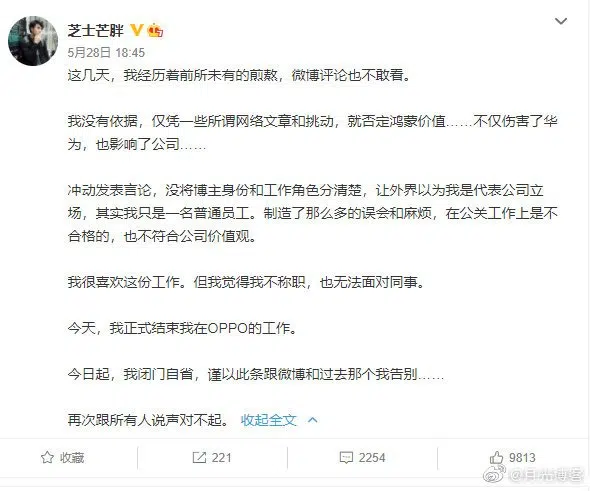 芝士芒胖
5月28日 18:45
这几天，我经历着前所未有的煎熬，微博评论也不敢看。
我没有依据，仅凭一些所谓网络文章和挑动，就否定鸿蒙价值……不仅伤害了华
为，也影响了公司……
冲动发表言论，没将博主身份和工作角色分清楚，让外界以为我是代表公司立
场，其实我只是一名普通员工。制造了那么多的误会和麻烦，在公关工作上是不
合格的，也不符合公司价值观。
我很喜欢这份工作。但我觉得我不称职，也无法面对同事。
今天，我正式结束我在OPPO的工作。
今日起，我闭门自省，谨以此条跟微博和过去那个我告别……
再次跟所有人说声对不起。 收起全文
收藏 221 2254 9813
@月光博客